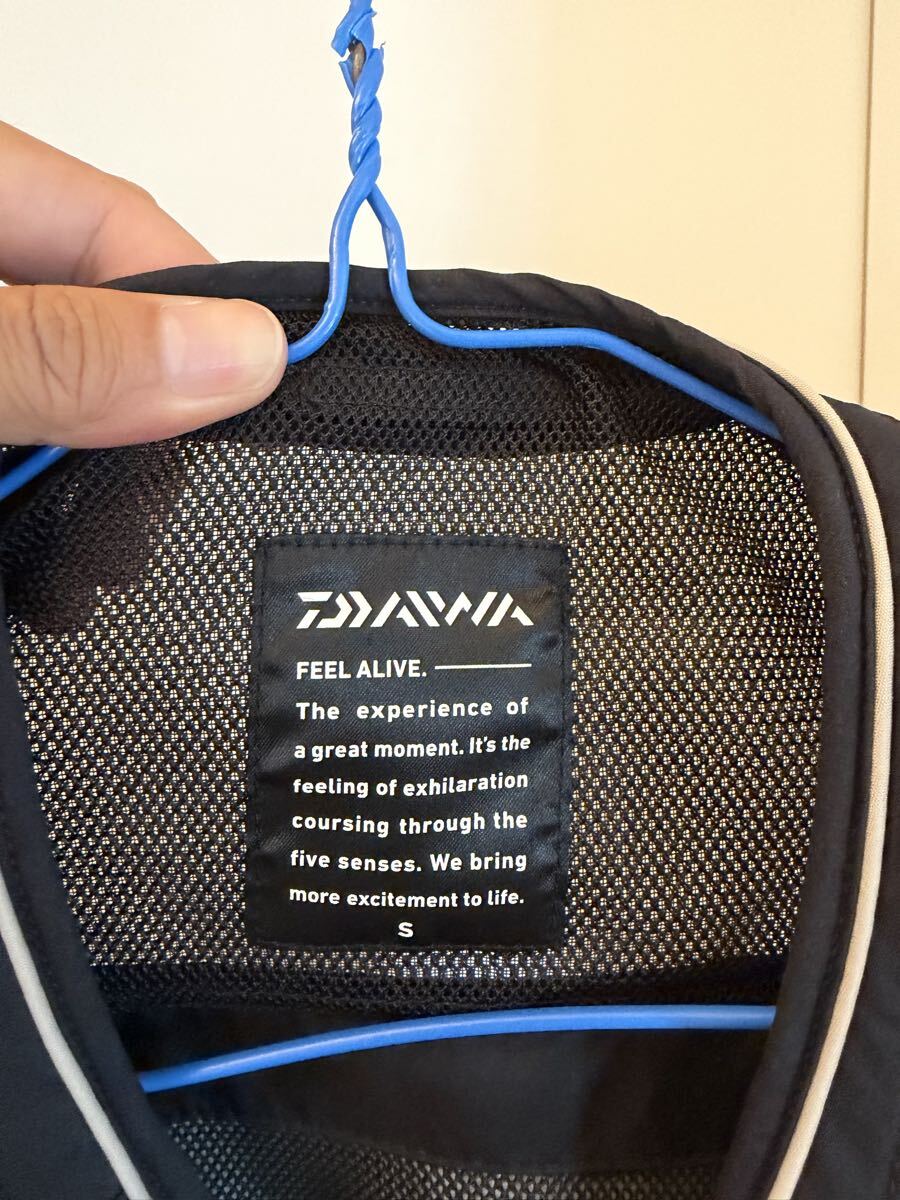 DAIWA
FEEL ALIVE.
The experience of
a great moment. It's the
feeling of exhilaration
coursing through the
five senses. We bring
more excitement to life.
S